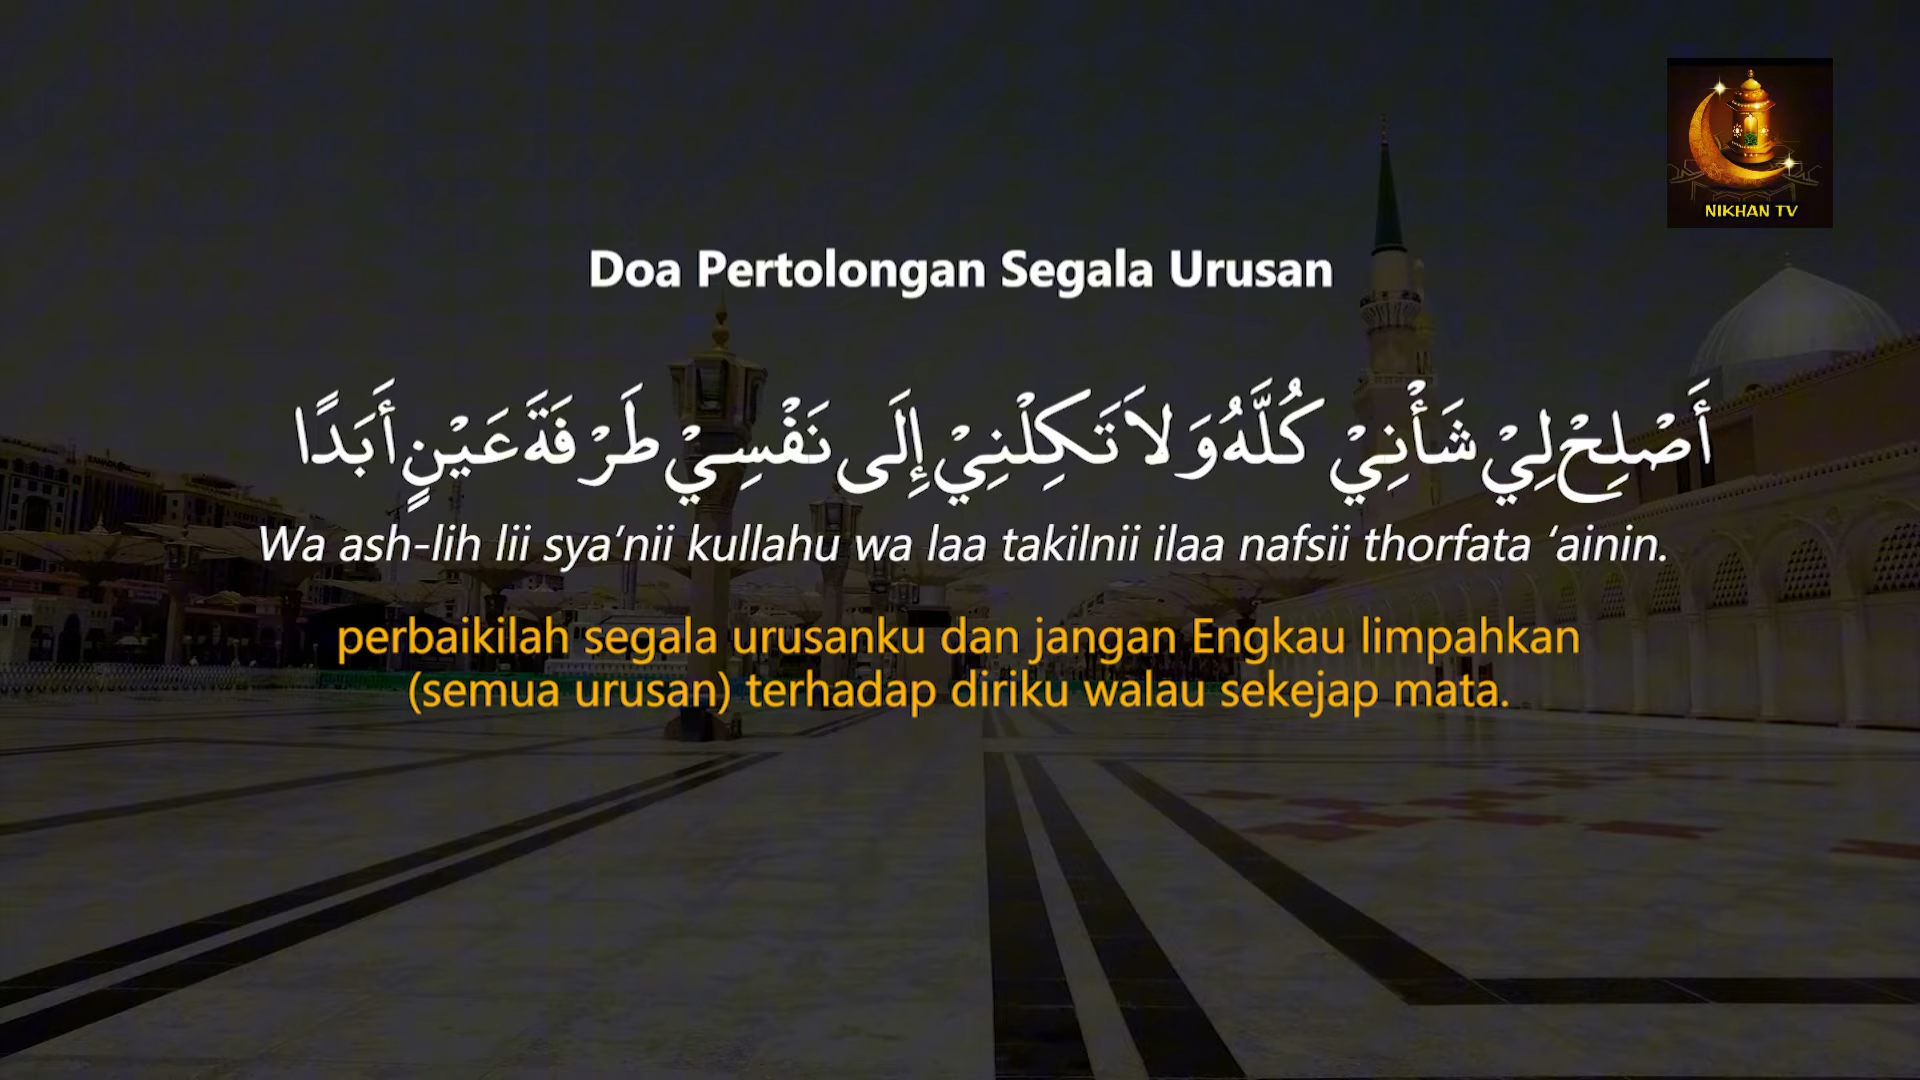 NIKHAN TV
Doa Pertolongan Segala Urusan
أَصْلِحْ لِيْ شَأْنِيْ كُلَّهُ وَلاَ تَكِلْنِيْ إِلَى نَفْسِيْ طَرْفَةَ عَيْنٍ أَبَدًا
Wa ash-lih lii sya’nii kullahu wa laa takilnii ilaa nafsii thorfata ‘ainin.
perbaikilah segala urusanku dan jangan Engkau limpahkan
(semua urusan) terhadap diriku walau sekejap mata.